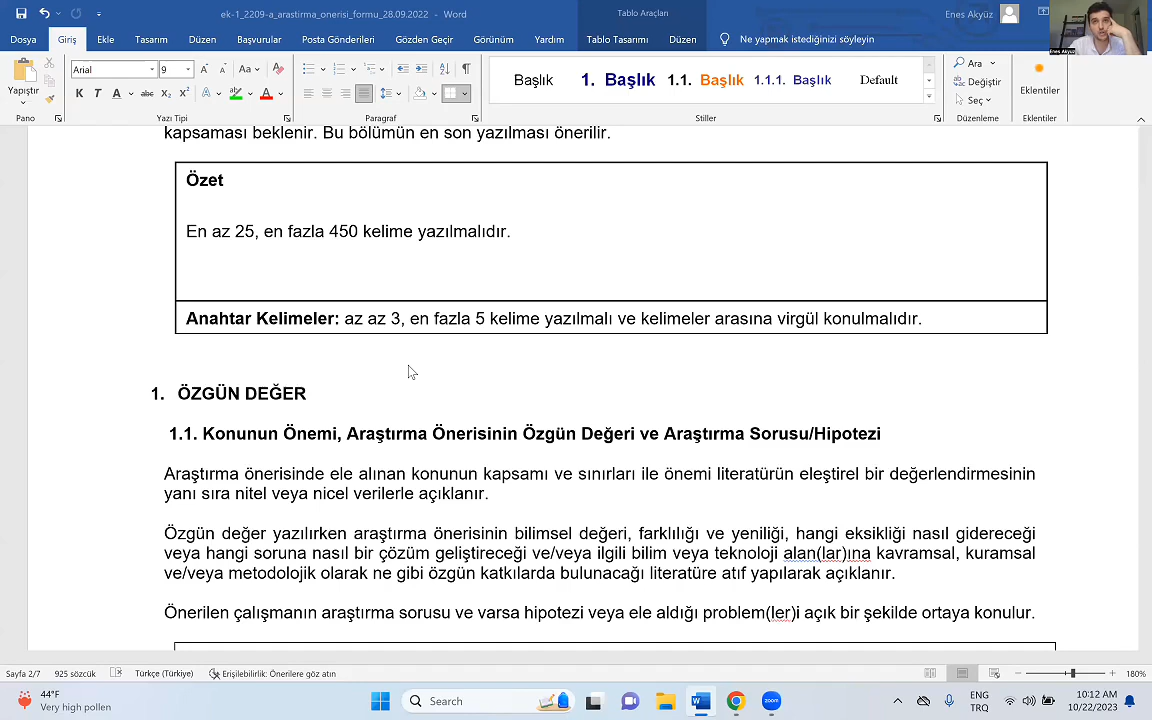 ek-1_2209-a_arastirma_onerisi_formu_28.09.2022 - Word
Tablo Araçları
Enes Akyüz
Enes Akyüz
Dosya Giriş Ekle Tasarım Düzen Başvurular Posta Gönderileri Gözden Geçir Görünüm Yardım Tablo Tasarımı Düzen Ne yapmak istediğinizi söyleyin
Yapıştır
Arial 9
Aa
K T A abc x₂ x²
Başlık
1. Başlık
1.1. Başlık
1.1.1. Başlık
Default
Ara
Değiştir
Seç
Eklentiler
Pano Yazı Tipi Paragraf Stiller Düzenleme Eklentiler
kapsaması beklenir. Bu bölümün en son yazılması önerilir.
Özet
En az 25, en fazla 450 kelime yazılmalıdır.
Anahtar Kelimeler: az az 3, en fazla 5 kelime yazılmalı ve kelimeler arasına virgül konulmalıdır.
1. ÖZGÜN DEĞER
1.1. Konunun Önemi, Araştırma Önerisinin Özgün Değeri ve Araştırma Sorusu/Hipotezi
Araştırma önerisinde ele alınan konunun kapsamı ve sınırları ile önemi literatürün eleştirel bir değerlendirmesinin
yanı sıra nitel veya nicel verilerle açıklanır.
Özgün değer yazılırken araştırma önerisinin bilimsel değeri, farklılığı ve yeniliği, hangi eksikliği nasıl gidereceği
veya hangi soruna nasıl bir çözüm geliştireceği ve/veya ilgili bilim veya teknoloji alan(lar)ına kavramsal, kuramsal
ve/veya metodolojik olarak ne gibi özgün katkılarda bulunacağı literatüre atıf yapılarak açıklanır.
Önerilen çalışmanın araştırma sorusu ve varsa hipotezi veya ele aldığı problem(ler)i açık bir şekilde ortaya konulur.
Sayfa 2/7 925 sözcük Türkçe (Türkiye) Erişilebilirlik: Önerilere göz atın 180%
44°F
Very high pollen
Search
ENG
TRQ
10:12 AM
10/22/2023
zoom